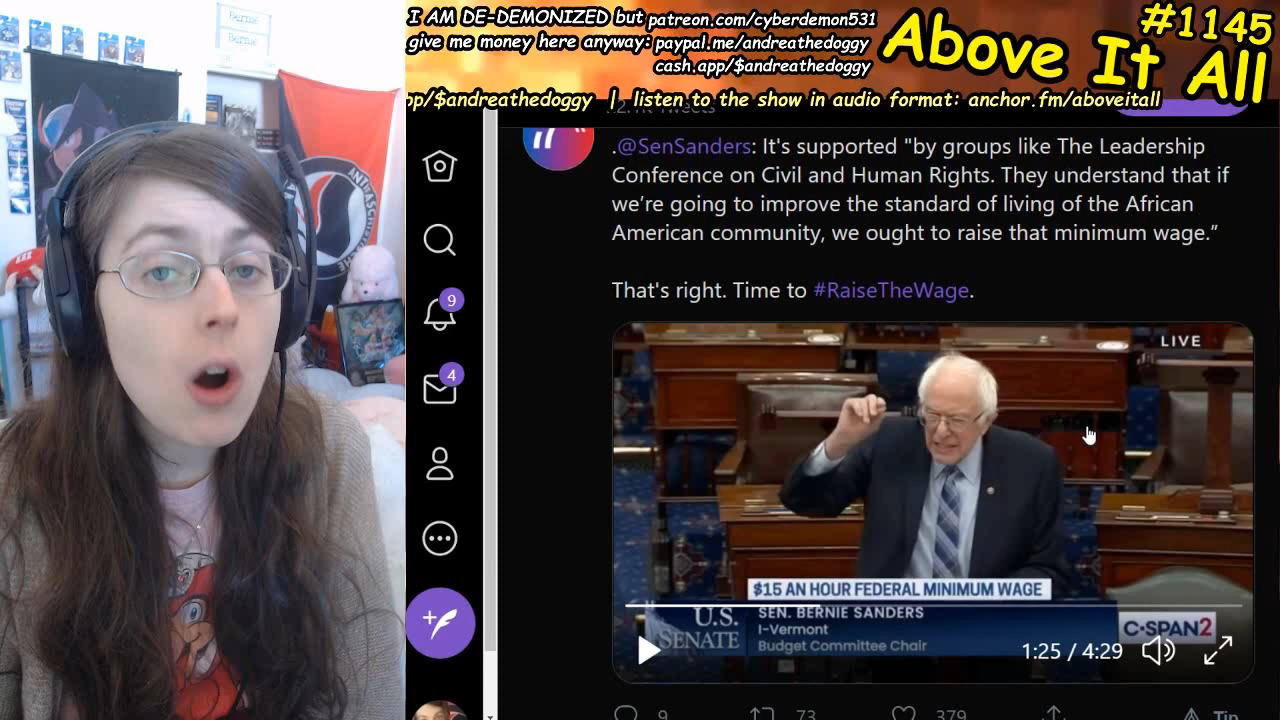 Bernie
Bernie
I AM DE-DEMONIZED but patreon.com/cyberdemon531
give me money here anyway: paypal.me/andreathedoggy
cash.app/$andreathedoggy
#1145
Above It All
pp/$andreathedoggy | listen to the show in audio format: anchor.fm/aboveitall
Tweets
.@SenSanders: It's supported "by groups like The Leadership
Conference on Civil and Human Rights. They understand that if
we’re going to improve the standard of living of the African
American community, we ought to raise that minimum wage.”
That's right. Time to #RaiseTheWage.
9
4
LIVE
$15 AN HOUR FEDERAL MINIMUM WAGE
U.S.
SENATE
SEN. BERNIE SANDERS
I-Vermont
Budget Committee Chair
C-SPAN2
1:25 / 4:29
9
73
379
Tip